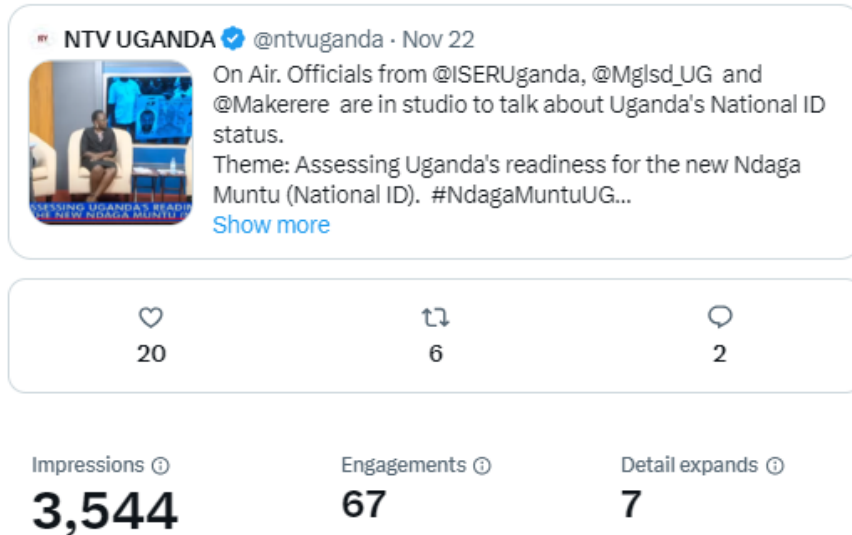 NTV UGANDA @ntvuganda · Nov 22
On Air. Officials from @ISERUganda, @Mglsd_UG and
@Makerere are in studio to talk about Uganda's National ID
status.
Theme: Assessing Uganda's readiness for the new Ndaga
Muntu (National ID). #NdagaMuntuUG...
Show more
SSESSING UGANDA'S READIN
HE NEW NDAGA MUNTU
20
6
2
Impressions
Engagements
Detail expands
3,544
67
7